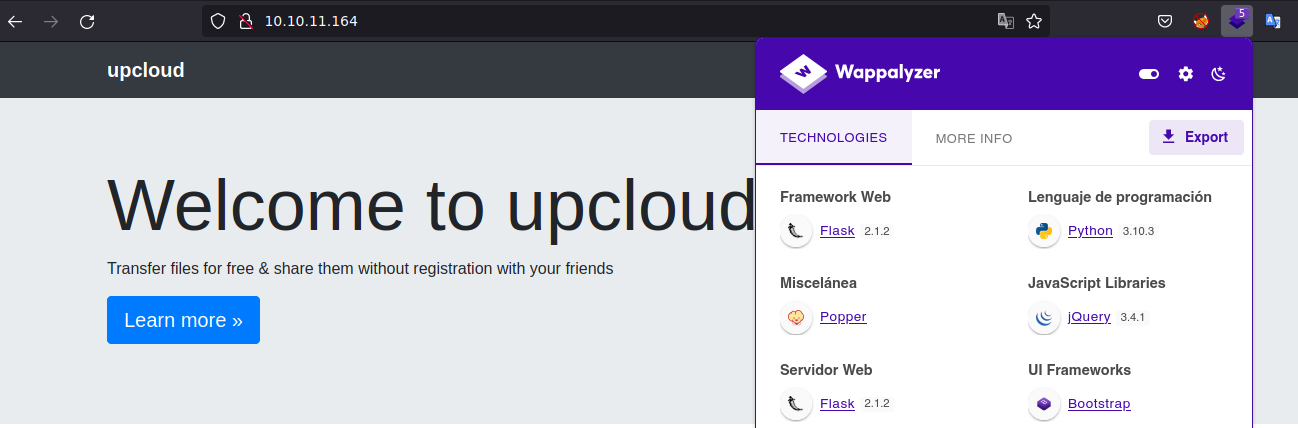 10.10.11.164
5
upcloud
Welcome to upcloud
Transfer files for free & share them without registration with your friends
Learn more »
Wappalyzer
TECHNOLOGIES
MORE INFO
Export
Framework Web
Flask 2.1.2
Lenguaje de programación
Python 3.10.3
Miscelánea
Popper
JavaScript Libraries
jQuery 3.4.1
Servidor Web
Flask 2.1.2
UI Frameworks
Bootstrap